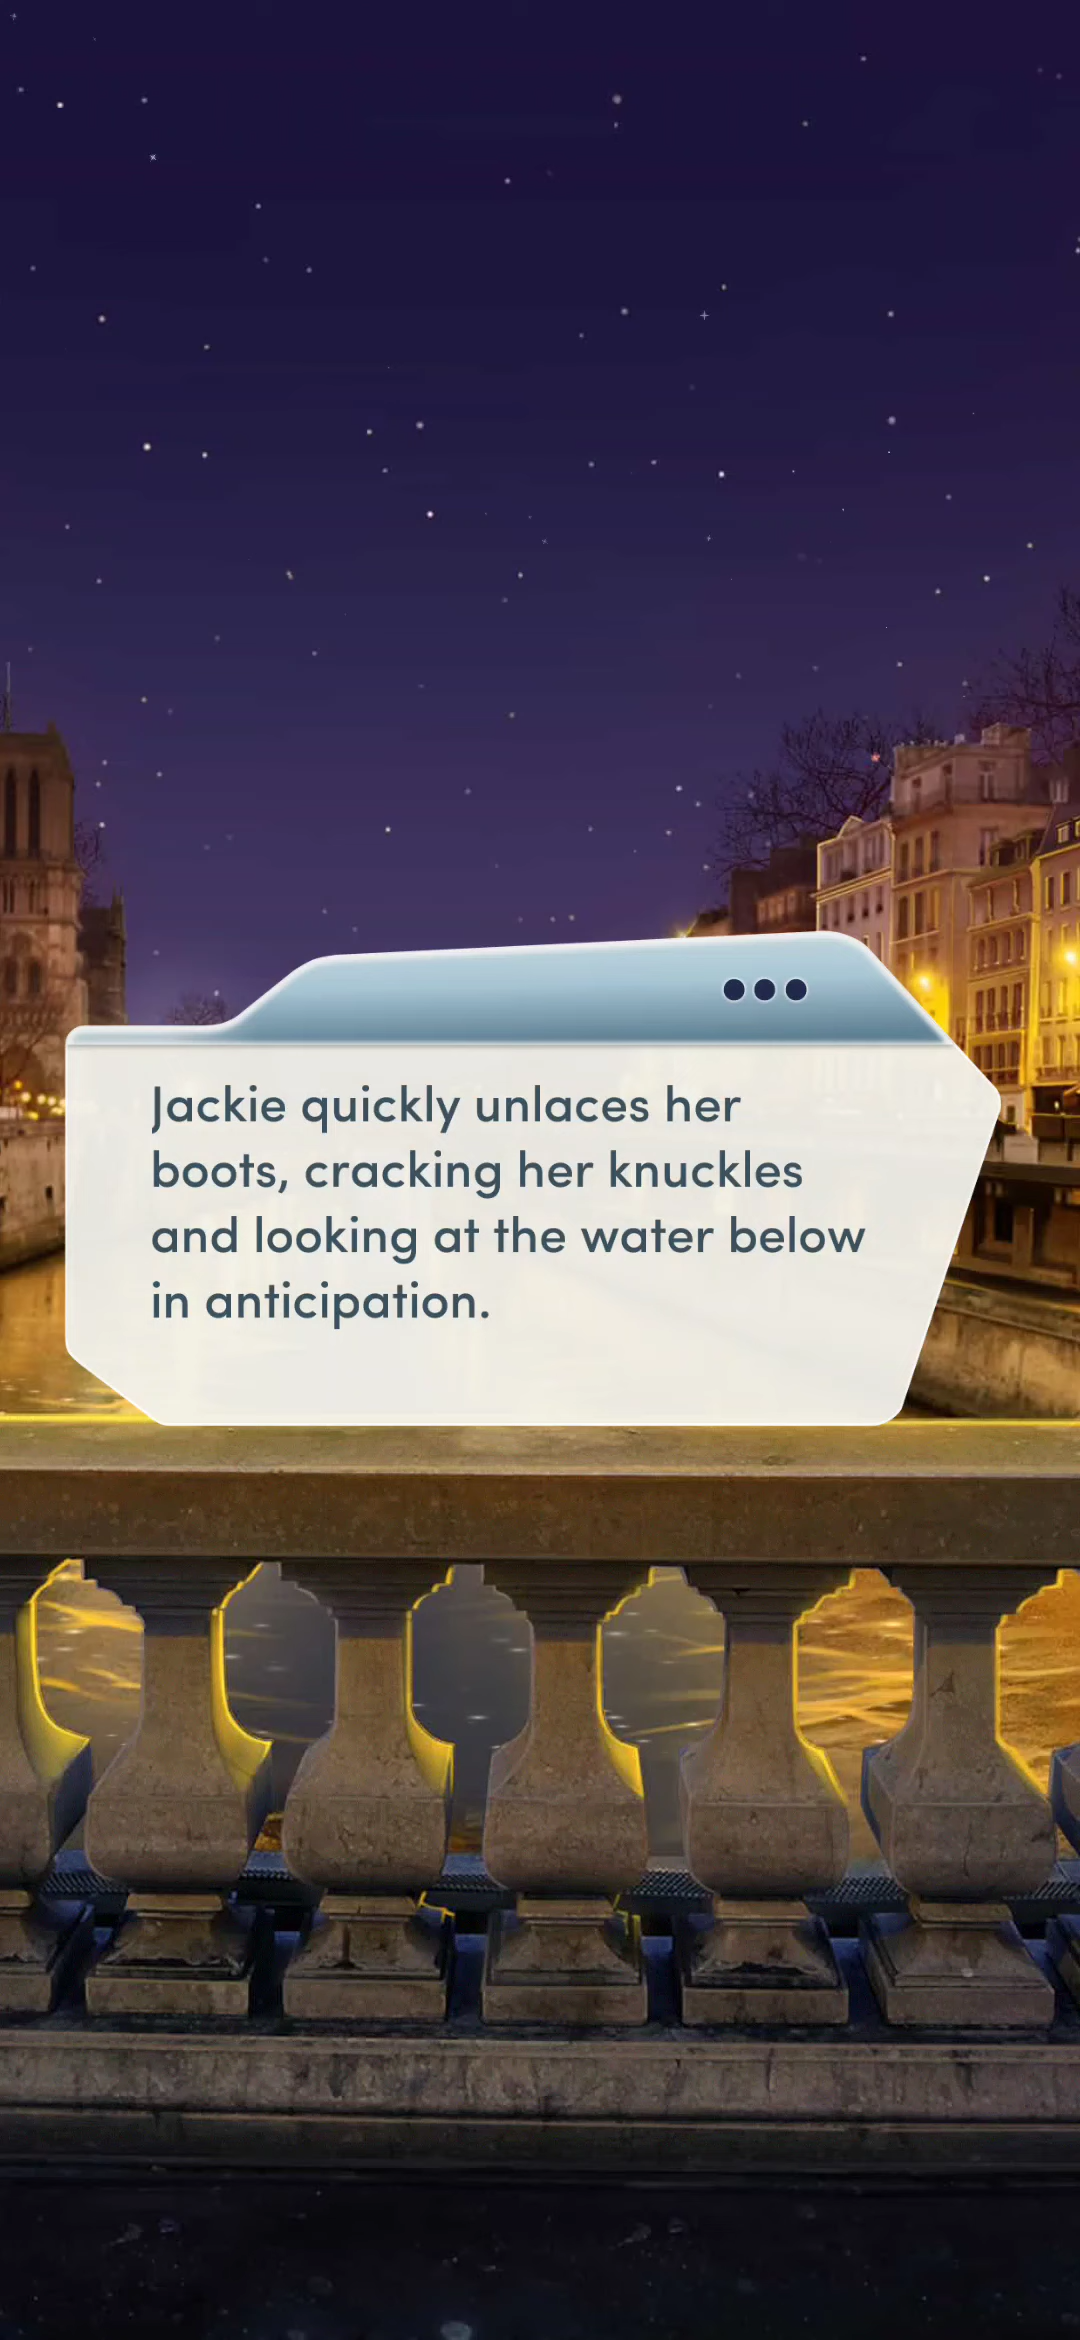 Jackie quickly unlaces her
boots, cracking her knuckles
and looking at the water below
in anticipation.